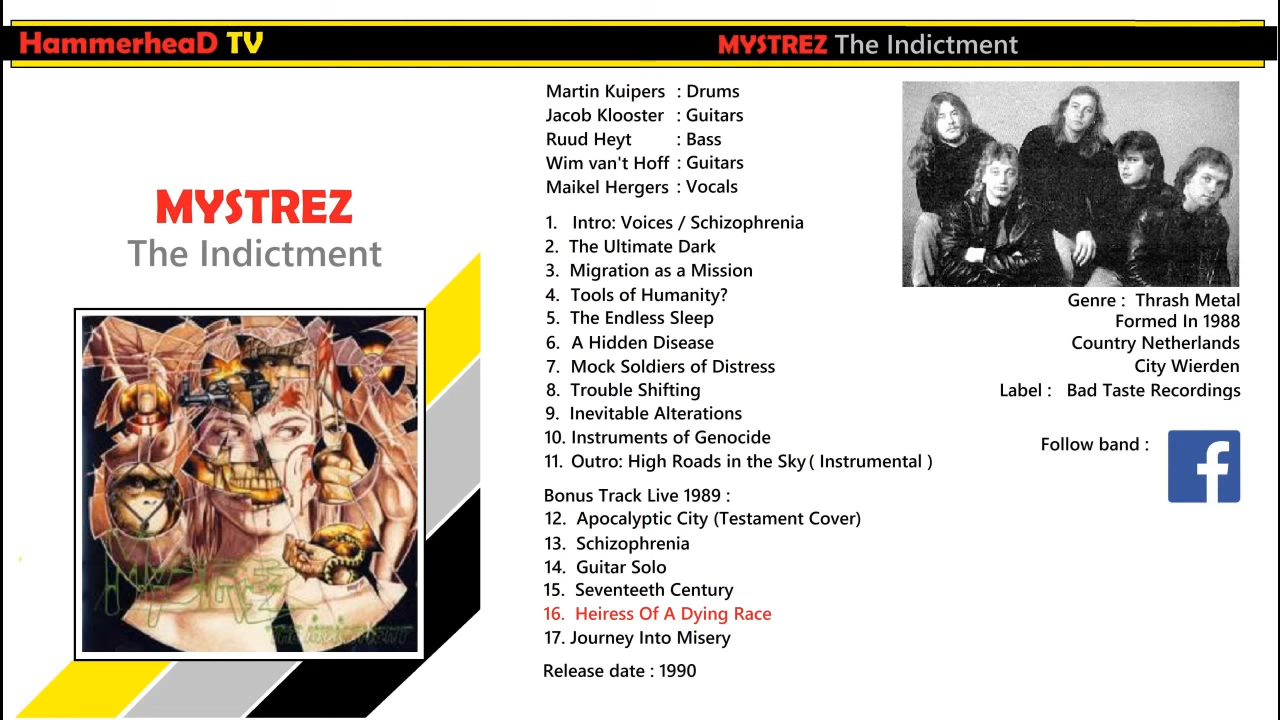 HammerheaD TV
MYSTREZ The Indictment
MYSTREZ
The Indictment
MYSTREZ
Martin Kuipers : Drums
Jacob Klooster : Guitars
Ruud Heyt : Bass
Wim van't Hoff : Guitars
Maikel Hergers : Vocals
1. Intro: Voices / Schizophrenia
2. The Ultimate Dark
3. Migration as a Mission
4. Tools of Humanity?
5. The Endless Sleep
6. A Hidden Disease
7. Mock Soldiers of Distress
8. Trouble Shifting
9. Inevitable Alterations
10. Instruments of Genocide
11. Outro: High Roads in the Sky ( Instrumental )
Bonus Track Live 1989 :
12. Apocalyptic City (Testament Cover)
13. Schizophrenia
14. Guitar Solo
15. Seventeeth Century
16. Heiress Of A Dying Race
17. Journey Into Misery
Release date : 1990
Genre : Thrash Metal
Formed In 1988
Country Netherlands
City Wierden
Label : Bad Taste Recordings
Follow band :
f